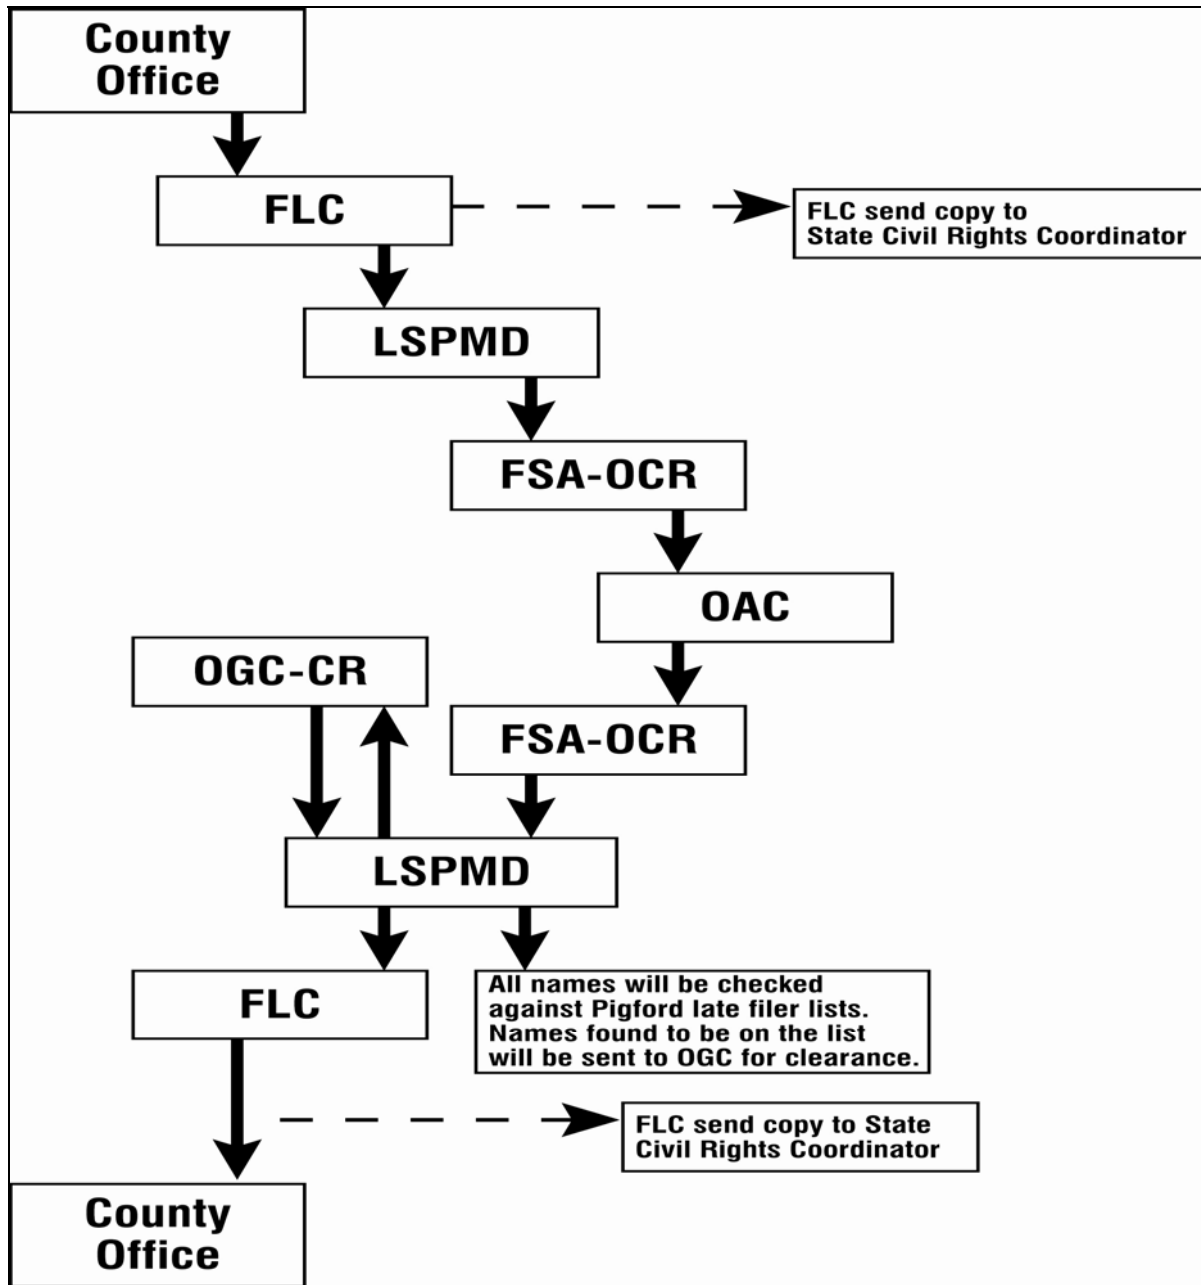 County
Office
FLC
FLC send copy to
State Civil Rights Coordinator
LSPMD
FSA-OCR
OAC
OGC-CR
FSA-OCR
LSPMD
FLC
All names will be checked
against Pigford late filer lists.
Names found to be on the list
will be sent to OGC for clearance.
FLC send copy to State
Civil Rights Coordinator
County
Office